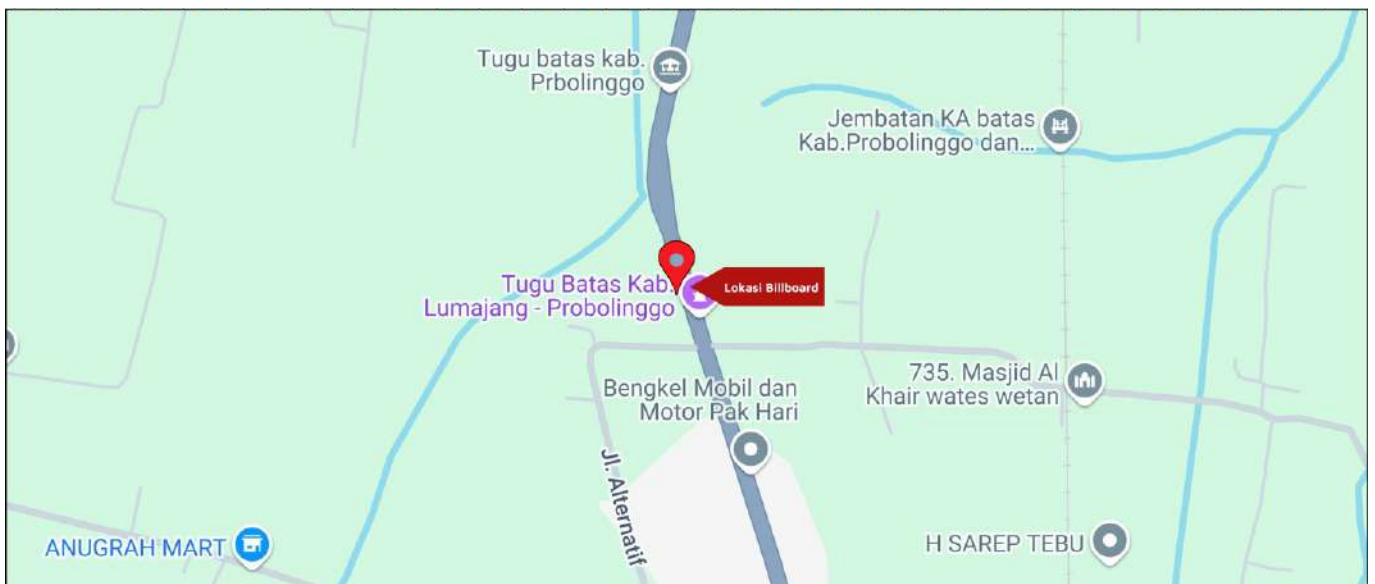 Tugu batas kab.
Prbolinggo
Jembatan KA batas
Kab.Probolinggo dan...
Tugu Batas Kab.
Lumajang - Probolinggo
Lokasi Billboard
Bengkel Mobil dan
Motor Pak Hari
735. Masjid Al
Khair wates wetan
Jl. Alternatif
ANUGRAH MART
H SAREP TEBU